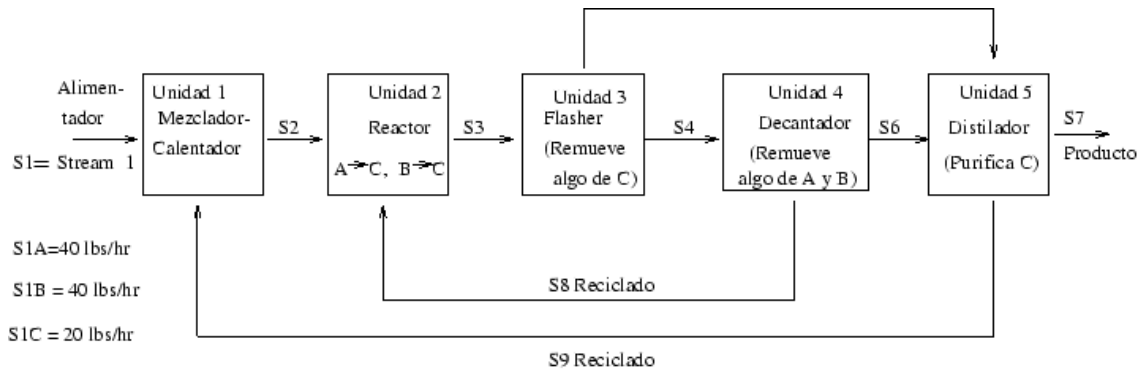 Alimen-
tador
S1= Stream 1
Unidad 1
Mezclador-
Calentador
S2
Unidad 2
Reactor
A→C, B→C
S3
Unidad 3
Flasher
(Remueve
algo de C)
S4
Unidad 4
Decantador
(Remueve
algo de A y B)
S6
Unidad 5
Distilador
(Purifica C)
S7
Producto
S1A=40 lbs/hr
S1B = 40 lbs/hr
S1C = 20 lbs/hr
S8 Reciclado
S9 Reciclado